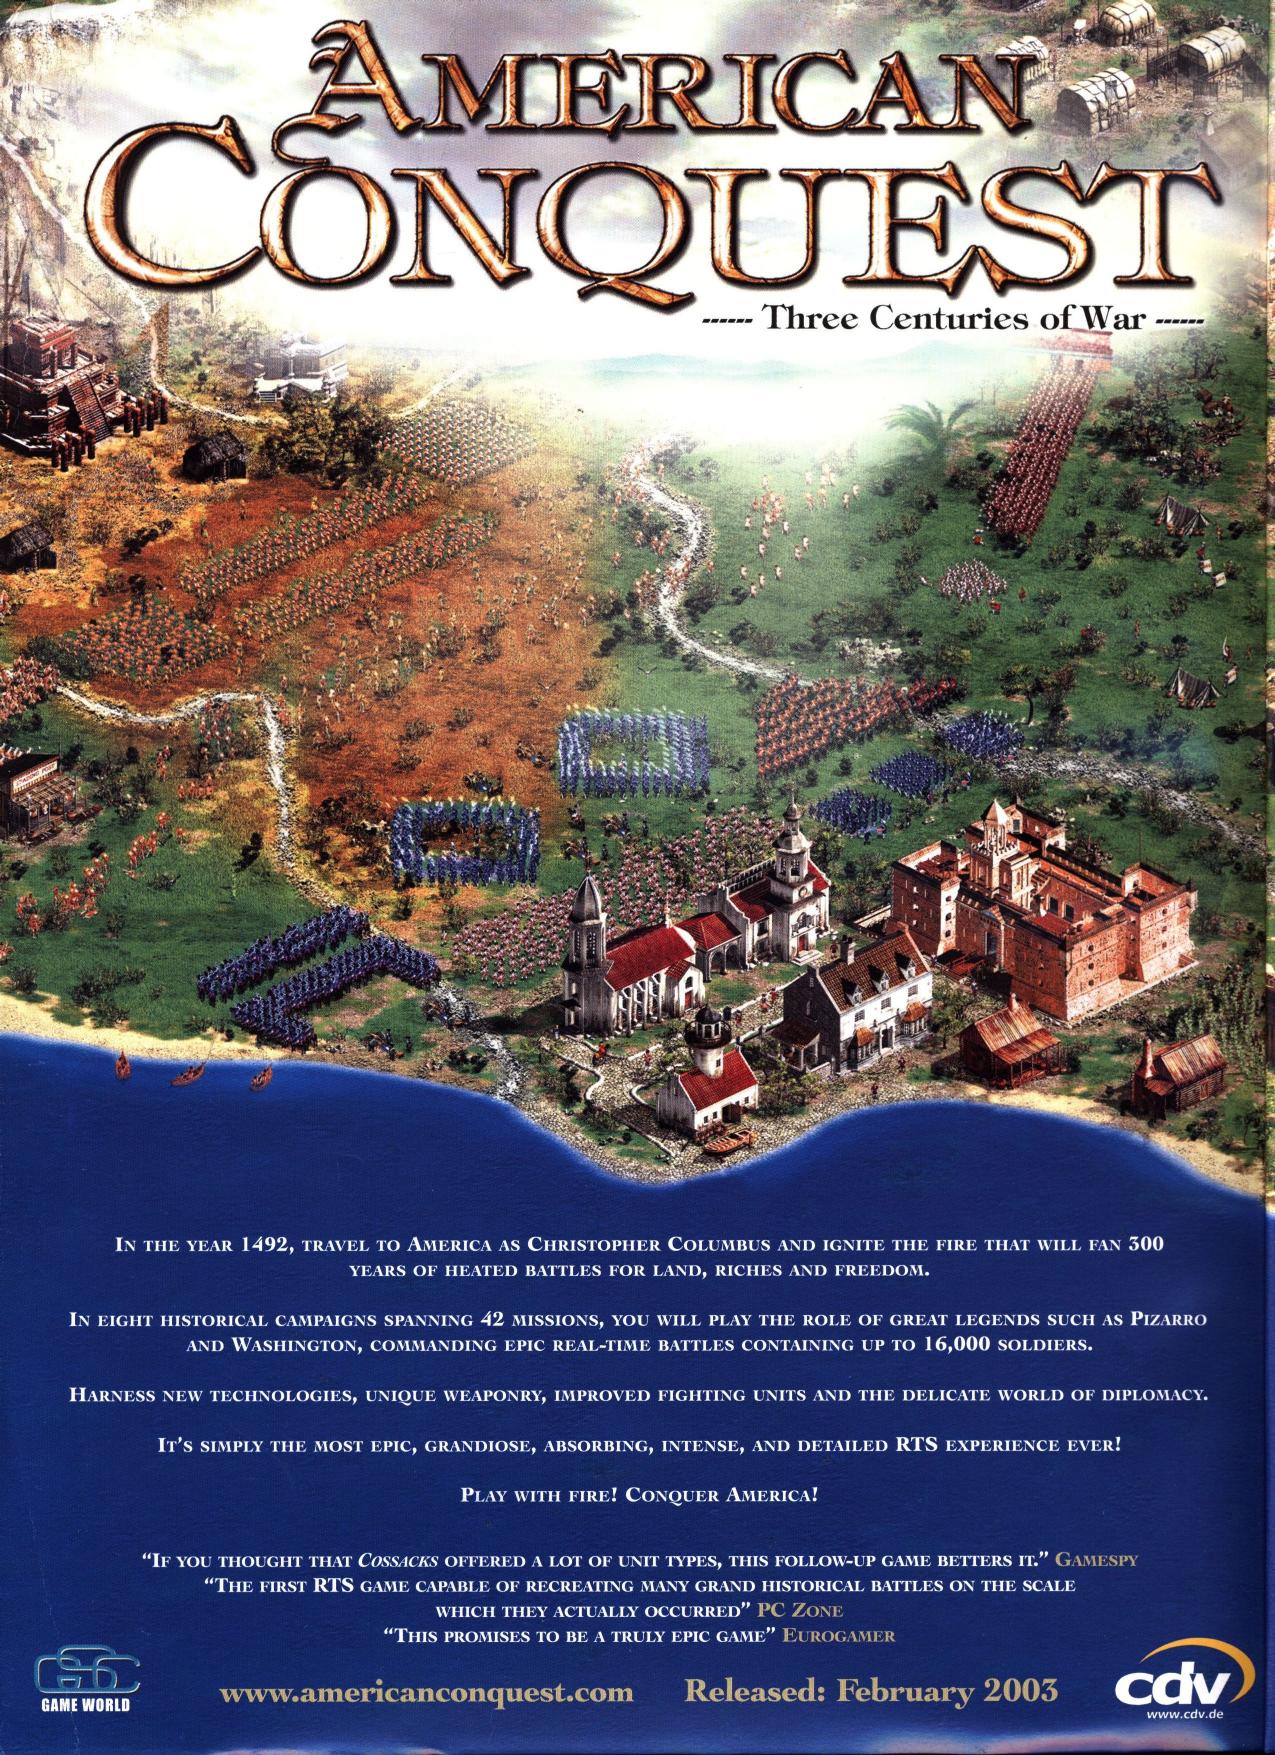 AMERICAN
CONQUEST
------ Three Centuries of War ------
IN THE YEAR 1492, TRAVEL TO AMERICA AS CHRISTOPHER COLUMBUS AND IGNITE THE FIRE THAT WILL FAN 300
YEARS OF HEATED BATTLES FOR LAND, RICHES AND FREEDOM.
IN EIGHT HISTORICAL CAMPAIGNS SPANNING 42 MISSIONS, YOU WILL PLAY THE ROLE OF GREAT LEGENDS SUCH AS PIZARRO
AND WASHINGTON, COMMANDING EPIC REAL-TIME BATTLES CONTAINING UP TO 16,000 SOLDIERS.
HARNESS NEW TECHNOLOGIES, UNIQUE WEAPONRY, IMPROVED FIGHTING UNITS AND THE DELICATE WORLD OF DIPLOMACY.
IT'S SIMPLY THE MOST EPIC, GRANDIOSE, ABSORBING, INTENSE, AND DETAILED RTS EXPERIENCE EVER!
PLAY WITH FIRE! CONQUER AMERICA!
“IF YOU THOUGHT THAT COSSACKS OFFERED A LOT OF UNIT TYPES, THIS FOLLOW-UP GAME BETTERS IT.” GAMESPY
“THE FIRST RTS GAME CAPABLE OF RECREATING MANY GRAND HISTORICAL BATTLES ON THE SCALE
WHICH THEY ACTUALLY OCCURRED” PC ZONE
“THIS PROMISES TO BE A TRULY EPIC GAME” EUROGAMER
GSC
GAME WORLD
www.americanconquest.com Released: February 2003
cdv
www.cdv.de